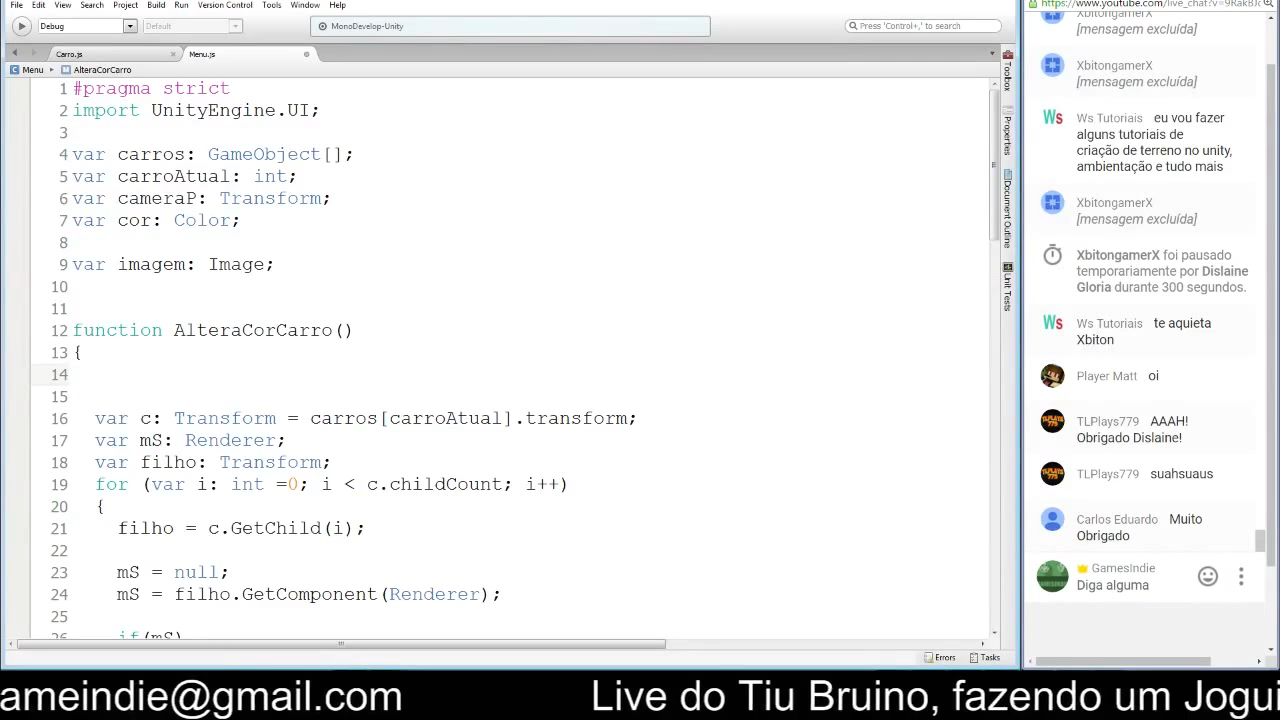 File Edit View Search Project Build Run Version Control Tools Window Help
Debug
Default
MonoDevelop-Unity
Press 'Control+,' to search
Carro.js
Menu.js
Menu
AlteraCorCarro
1 #pragma strict
2 import UnityEngine.UI;
3
4 var carros: GameObject[];
5 var carroAtual: int;
6 var cameraP: Transform;
7 var cor: Color;
8
9 var imagem: Image;
10
11
12 function AlteraCorCarro()
13 {
14
15
16 var c: Transform = carros[carroAtual].transform;
17 var mS: Renderer;
18 var filho: Transform;
19 for (var i: int =0; i < c.childCount; i++)
20 {
21 filho = c.GetChild(i);
22
23 mS = null;
24 mS = filho.GetComponent(Renderer);
25
26 if(mS)
Errors
Tasks
Toolbox
Properties
Document Outline
Unit Tests
XbitongamerX
[mensagem excluída]
XbitongamerX
[mensagem excluída]
Ws Tutoriais eu vou fazer
alguns tutoriais de
criação de terreno no unity,
ambientação e tudo mais
XbitongamerX
[mensagem excluída]
XbitongamerX foi pausado
temporariamente por Dislaine
Gloria durante 300 segundos.
Ws Tutoriais te aquieta
Xbiton
Player Matt oi
TLPlays779 AAAH!
Obrigado Dislaine!
TLPlays779 suahsuaus
Carlos Eduardo Muito
Obrigado
GamesIndie
Diga alguma
ameindie@gmail.com
Live do Tiu Bruino, fazendo um Jogui